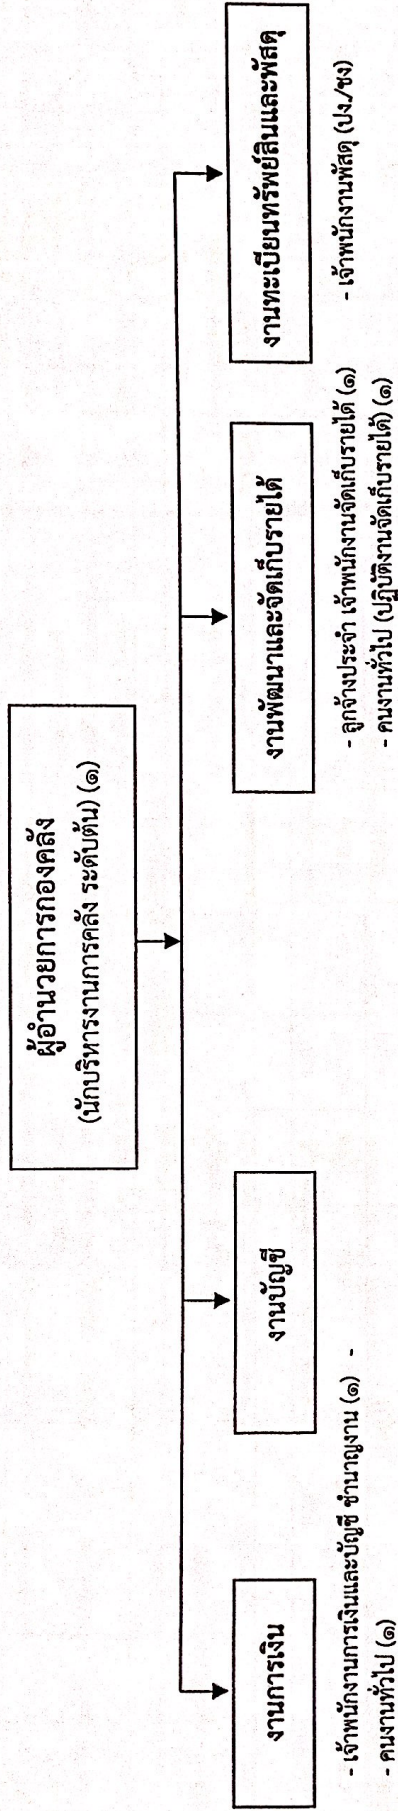 ผู้อำนวยการกองคลัง
(นักบริหารงานการคลัง ระดับต้น) (๑)
งานการเงิน
- เจ้าพนักงานการเงินและบัญชี ชำนาญงาน (๑)
- คนงานทั่วไป (๑)
งานบัญชี
-
งานพัฒนาและจัดเก็บรายได้
- ลูกจ้างประจำ เจ้าพนักงานจัดเก็บรายได้ (๑)
- คนงานทั่วไป (ปฏิบัติงานจัดเก็บรายได้) (๑)
งานทะเบียนทรัพย์สินและพัสดุ
- เจ้าพนักงานพัสดุ (ปง./ชง)